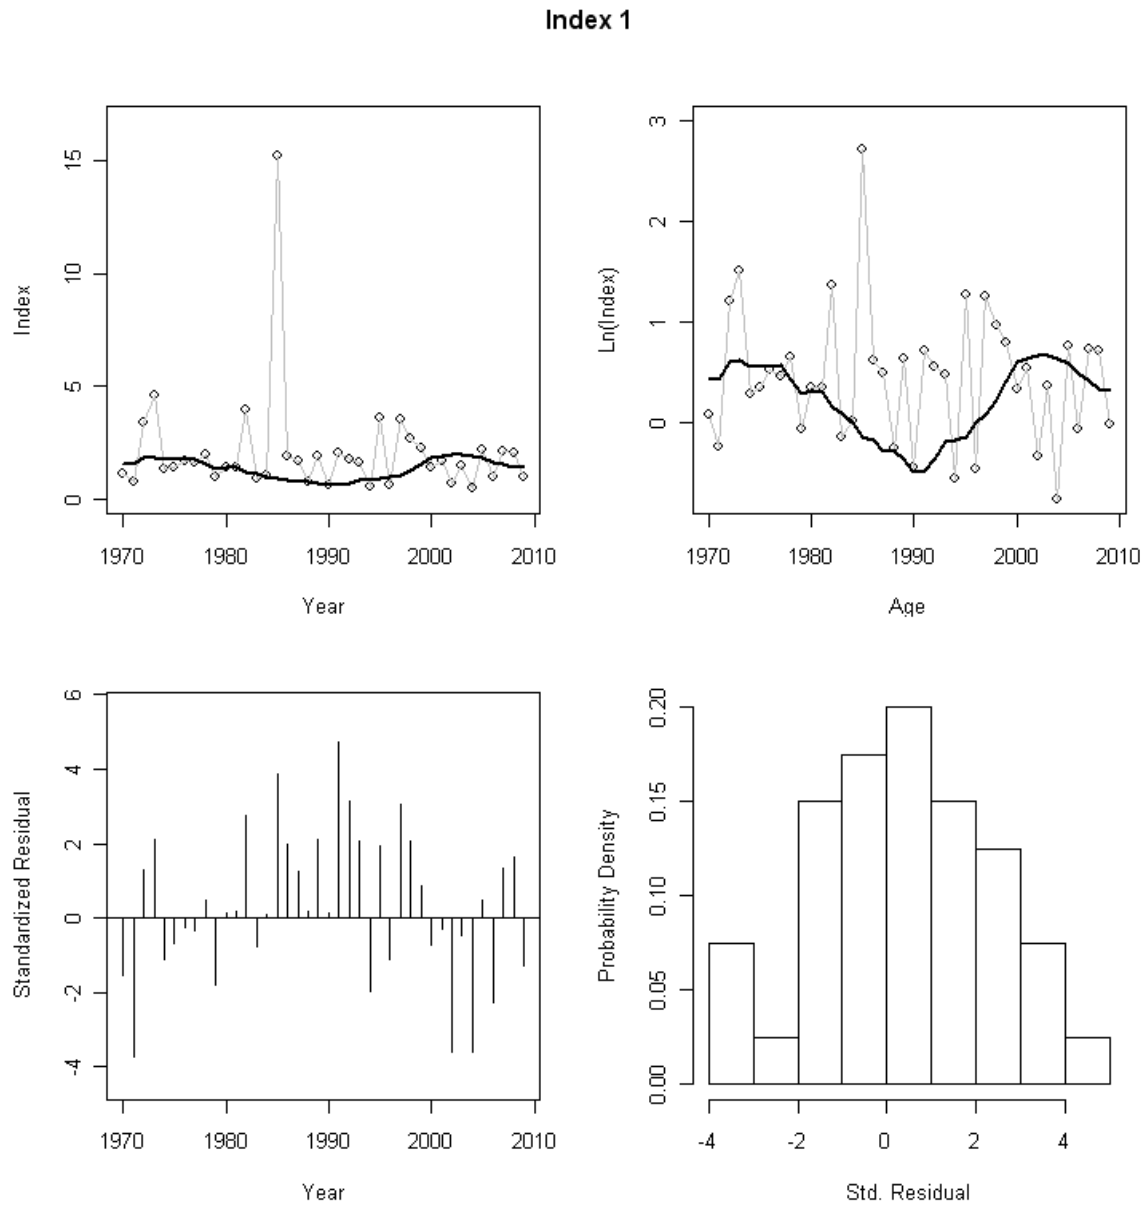 Index 1
Index
15
10
5
0
1970 1980 1990 2000 2010
Year
Ln(Index)
3
2
1
0
1970 1980 1990 2000 2010
Age
Standardized Residual
6
4
2
0
-2
-4
1970 1980 1990 2000 2010
Year
Probability Density
0.20
0.15
0.10
0.05
0.00
-4 -2 0 2 4
Std. Residual